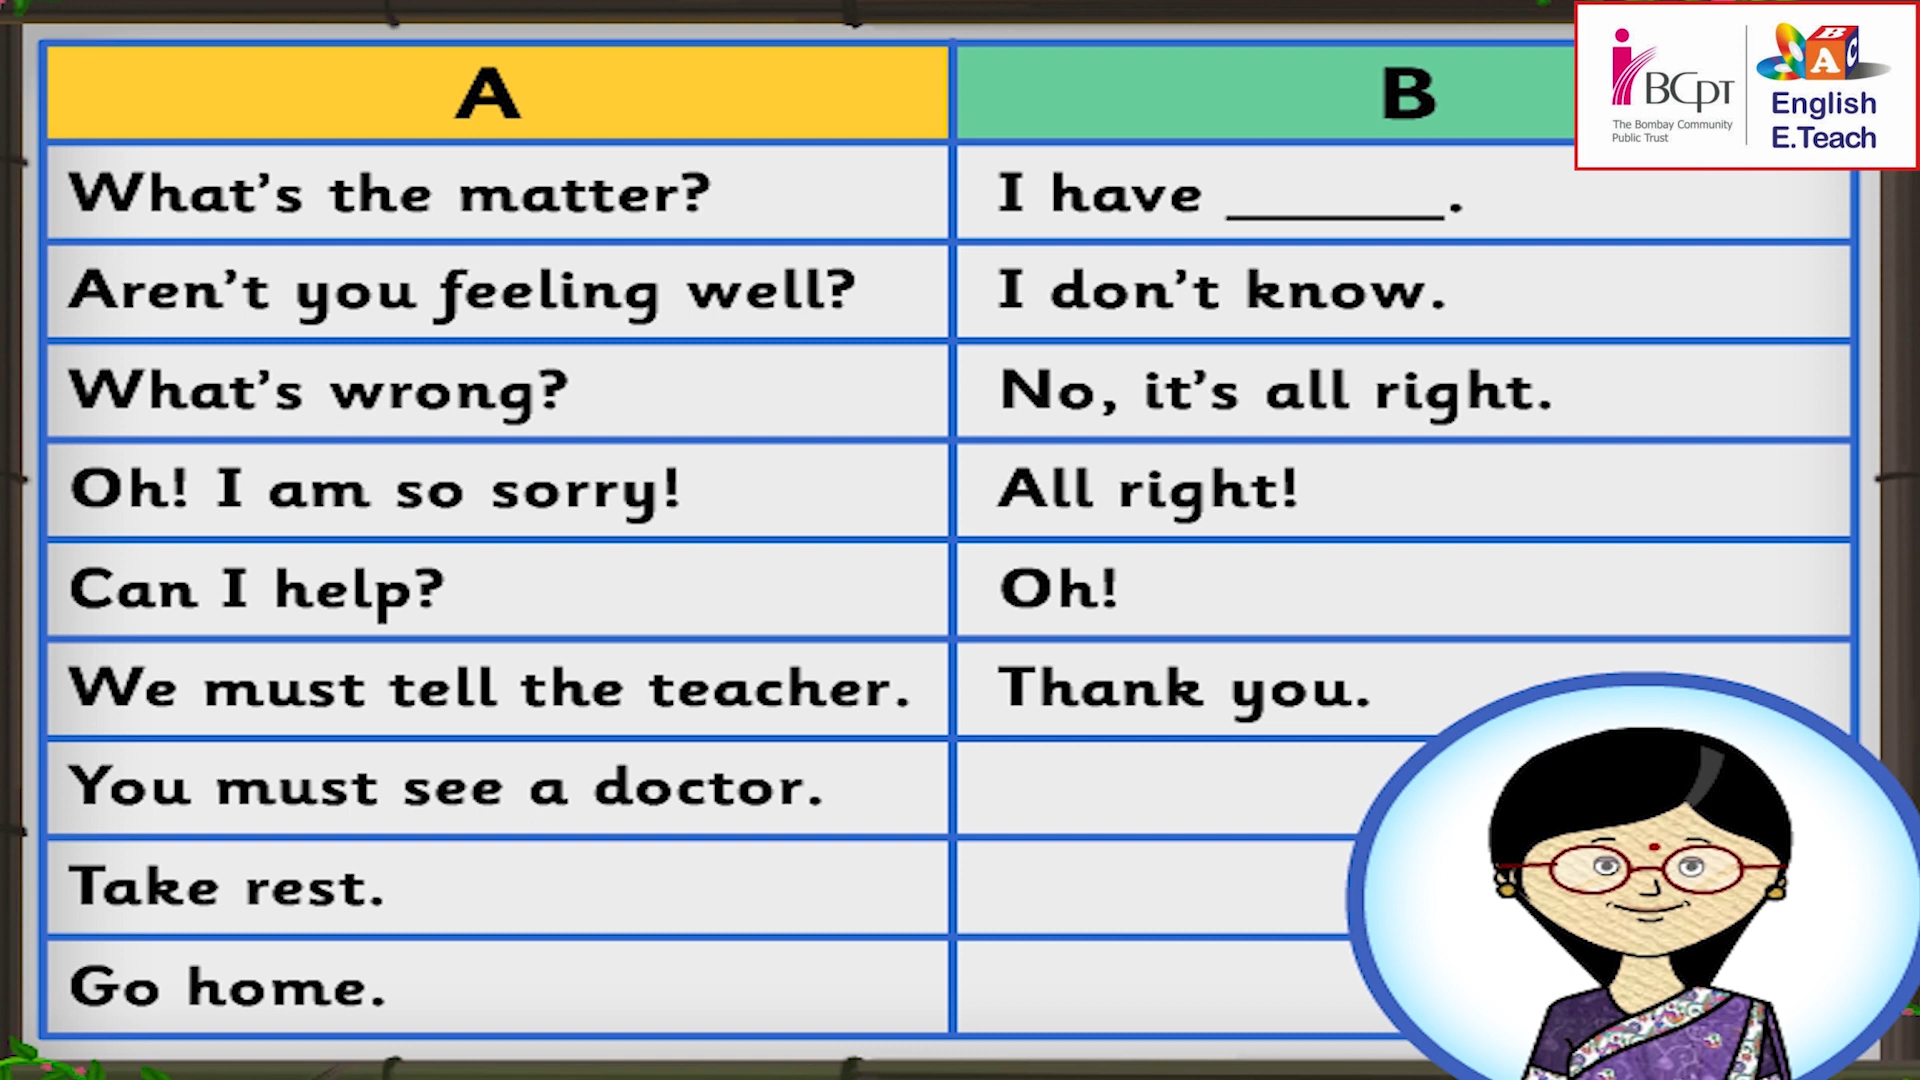 A B
What's the matter? I have ______.
Aren't you feeling well? I don't know.
What's wrong? No, it's all right.
Oh! I am so sorry! All right!
Can I help? Oh!
We must tell the teacher. Thank you.
You must see a doctor.
Take rest.
Go home.
BCPT
The Bombay Community
Public Trust
B
A C
English
E.Teach